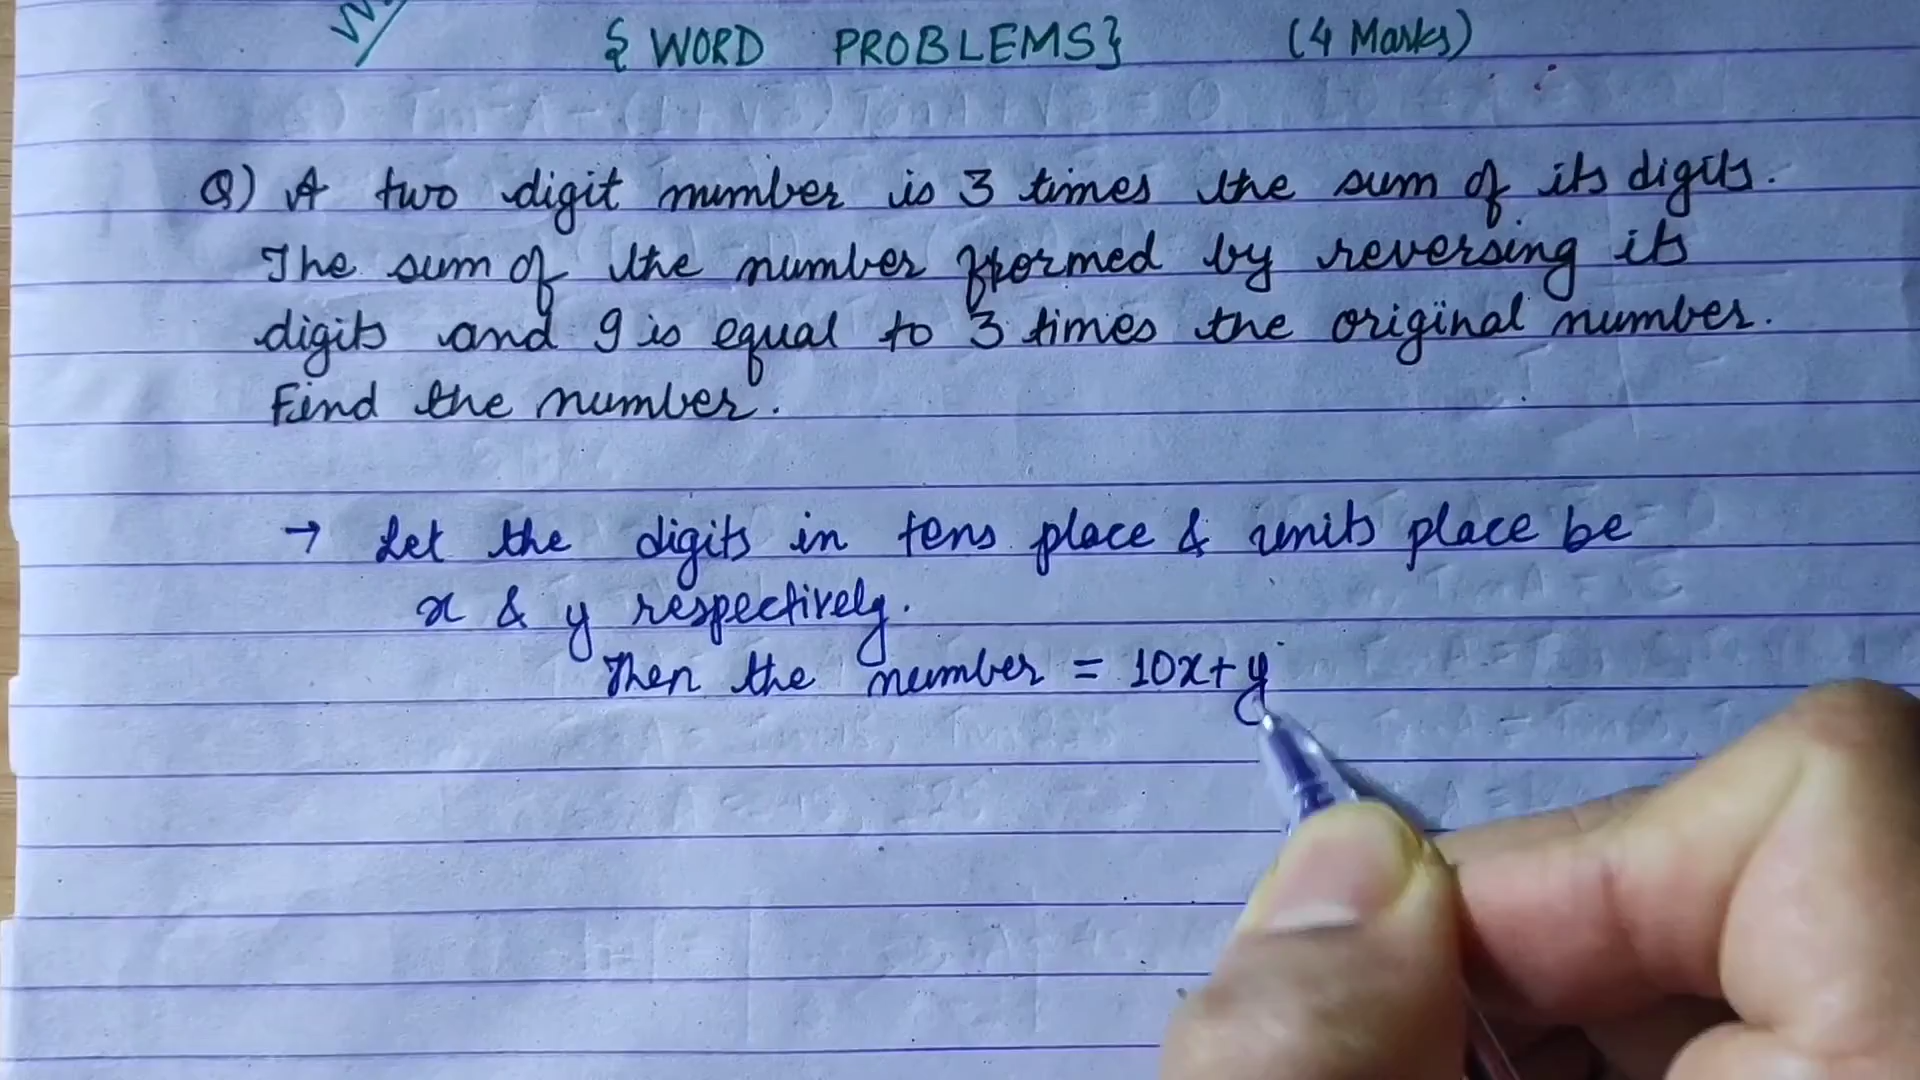 {WORD PROBLEMS} (4 Marks)
Q) A two digit number is 3 times the sum of its digits.
The sum of the number formed by reversing its
digits and 9 is equal to 3 times the original number.
Find the number.
→ Let the digits in tens place & units place be
x & y respectively.
Then the number = 10x+y